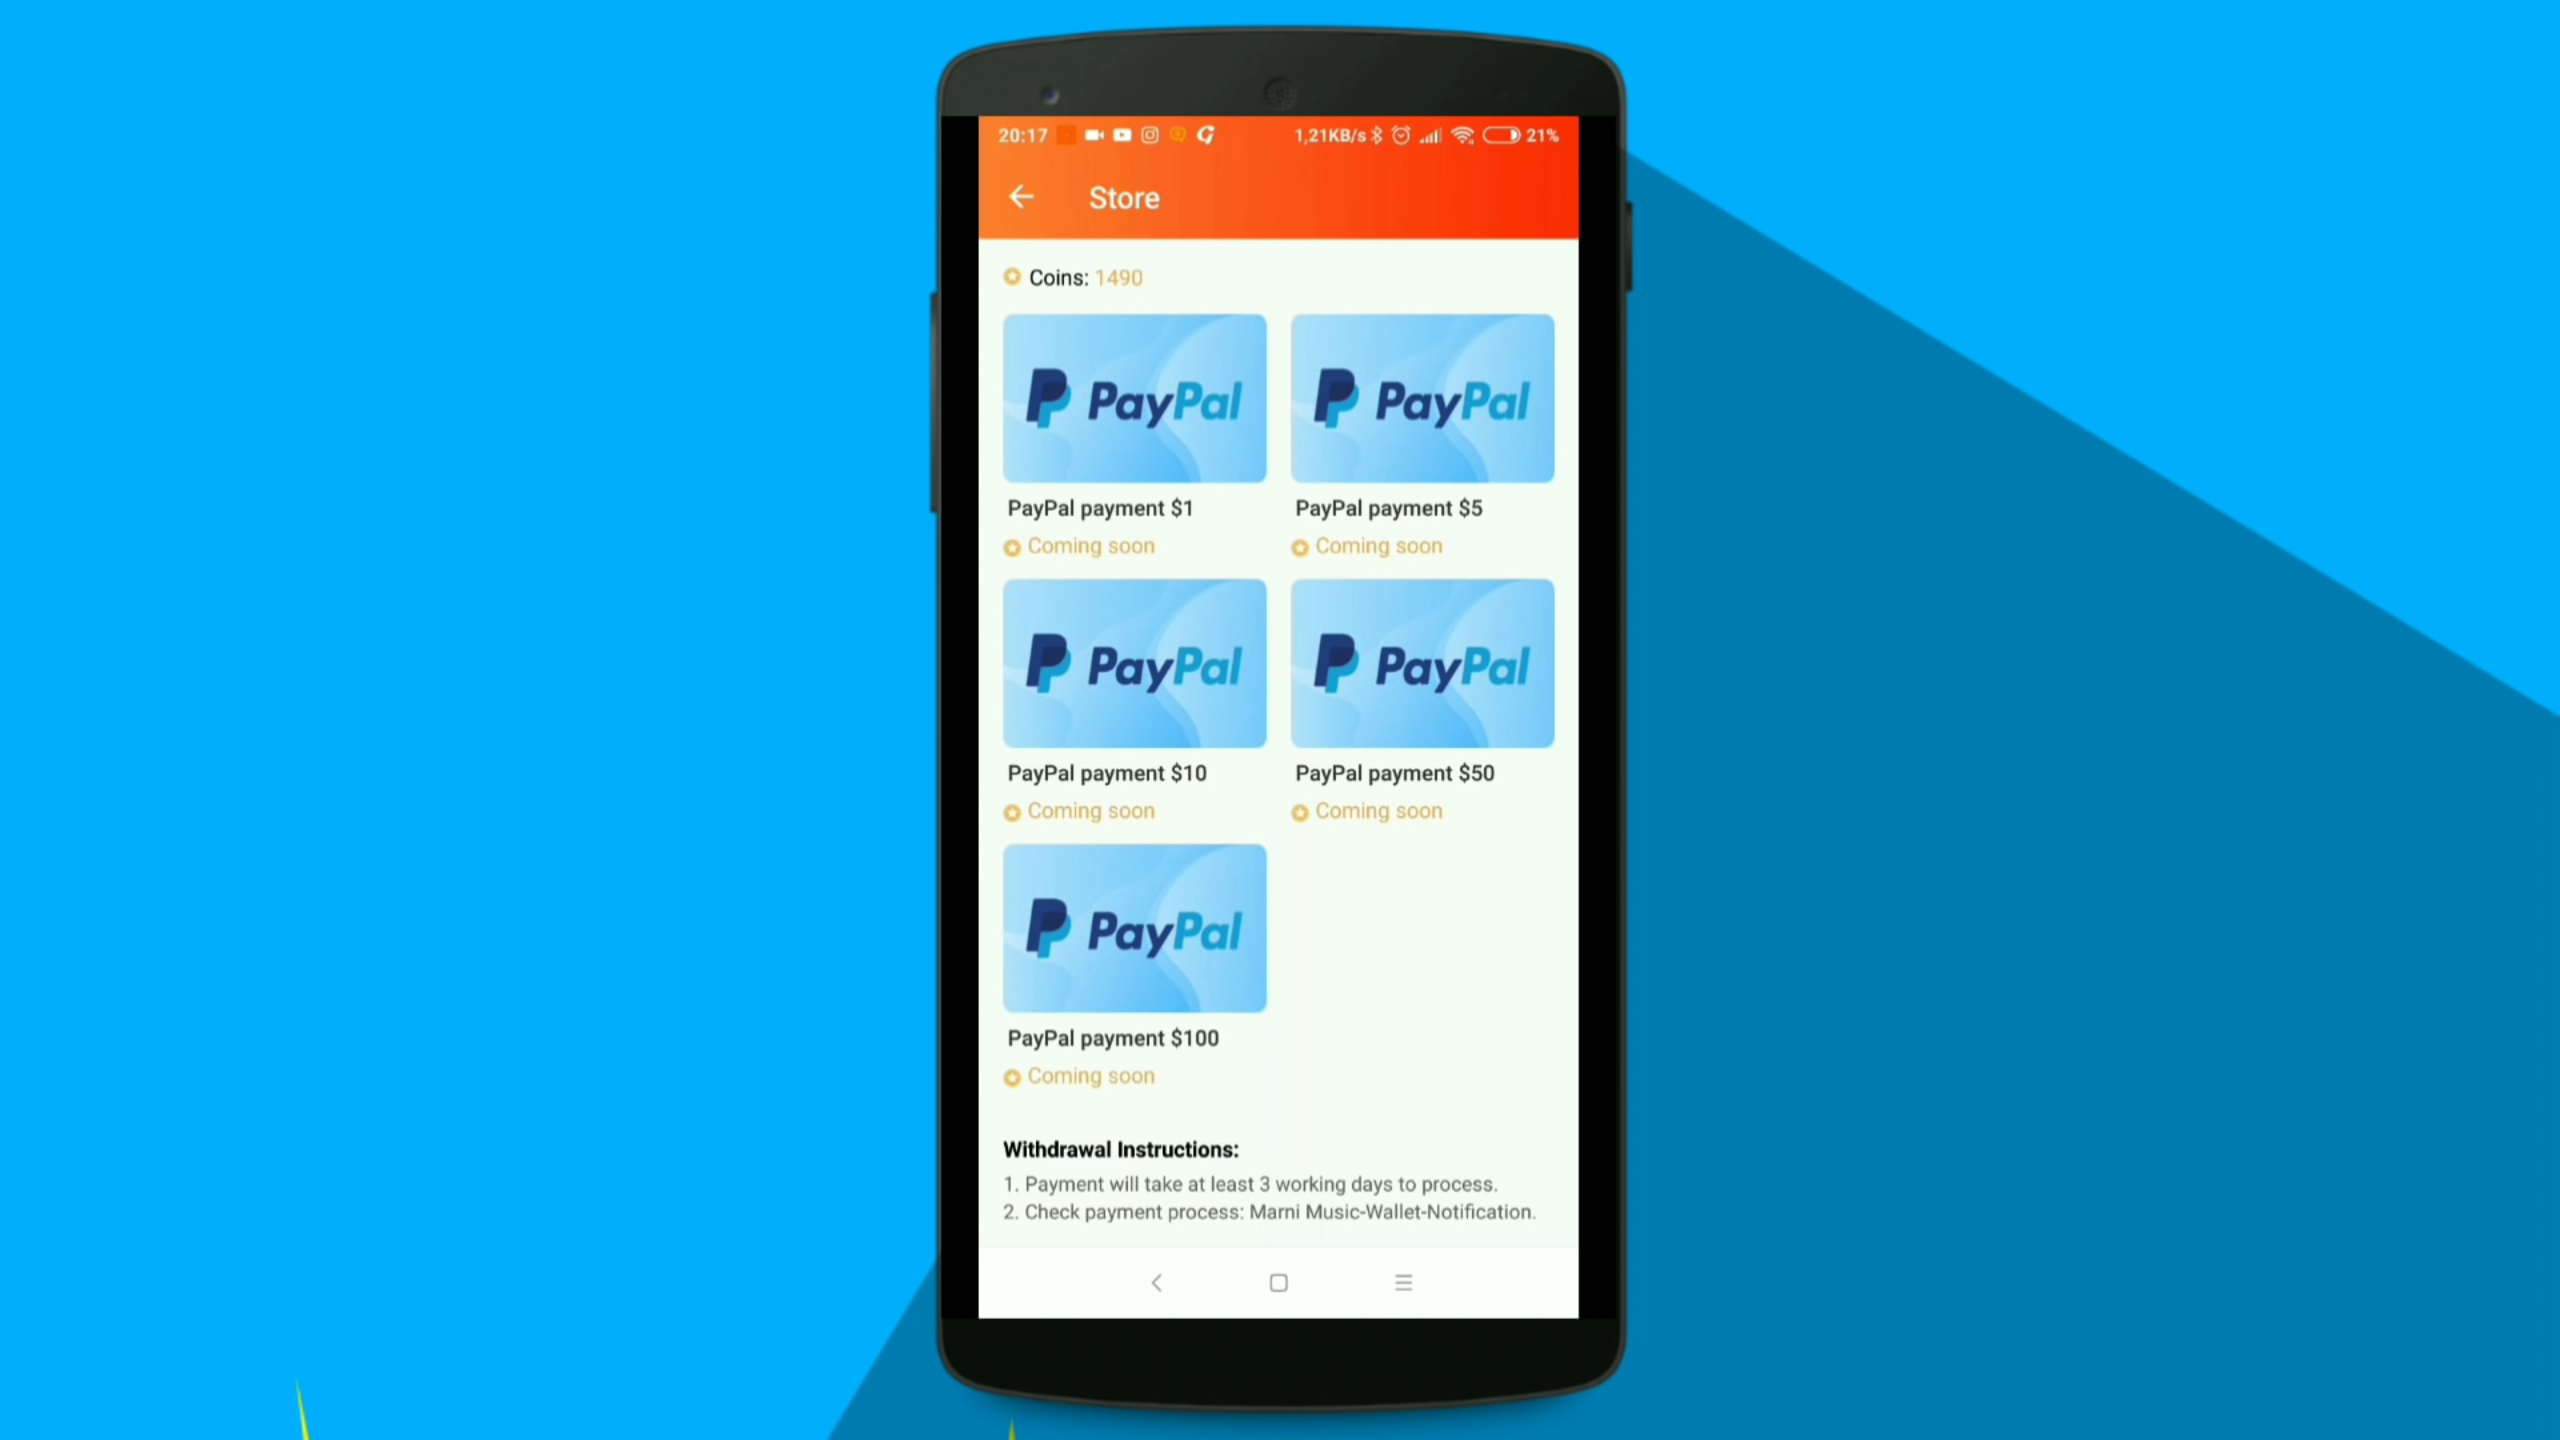 20:17 1,21KB/s 21%
Store
Coins: 1490
PayPal PayPal
PayPal payment $1 PayPal payment $5
Coming soon Coming soon
PayPal PayPal
PayPal payment $10 PayPal payment $50
Coming soon Coming soon
PayPal
PayPal payment $100
Coming soon
Withdrawal Instructions:
1. Payment will take at least 3 working days to process.
2. Check payment process: Marni Music-Wallet-Notification.